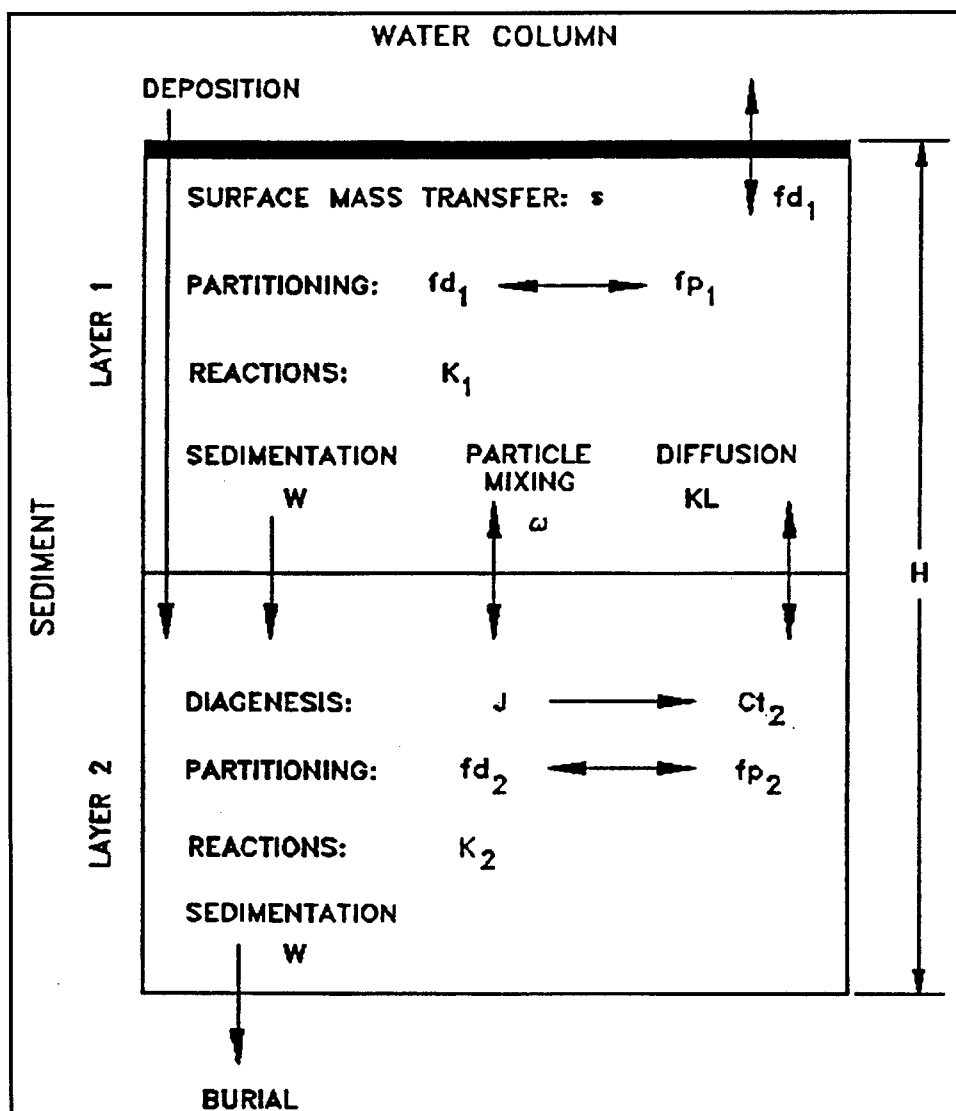 WATER COLUMN
DEPOSITION
SURFACE MASS TRANSFER: s fd1
PARTITIONING: fd1 fp1
REACTIONS: K1
SEDIMENTATION PARTICLE MIXING DIFFUSION
W ω KL
LAYER 1
SEDIMENT
H
DIAGENESIS: J Ct2
PARTITIONING: fd2 fp2
REACTIONS: K2
SEDIMENTATION
W
LAYER 2
BURIAL